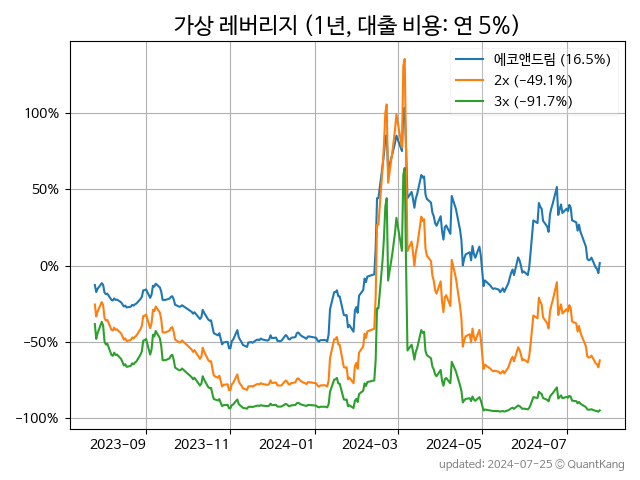 가상 레버리지 (1년, 대출 비용: 연 5%)
에코앤드림 (16.5%)
2x (−49.1%)
3x (−91.7%)
100%
50%
0%
−50%
−100%
2023-09 2023-11 2024-01 2024-03 2024-05 2024-07
updated: 2024-07-25 © QuantKang